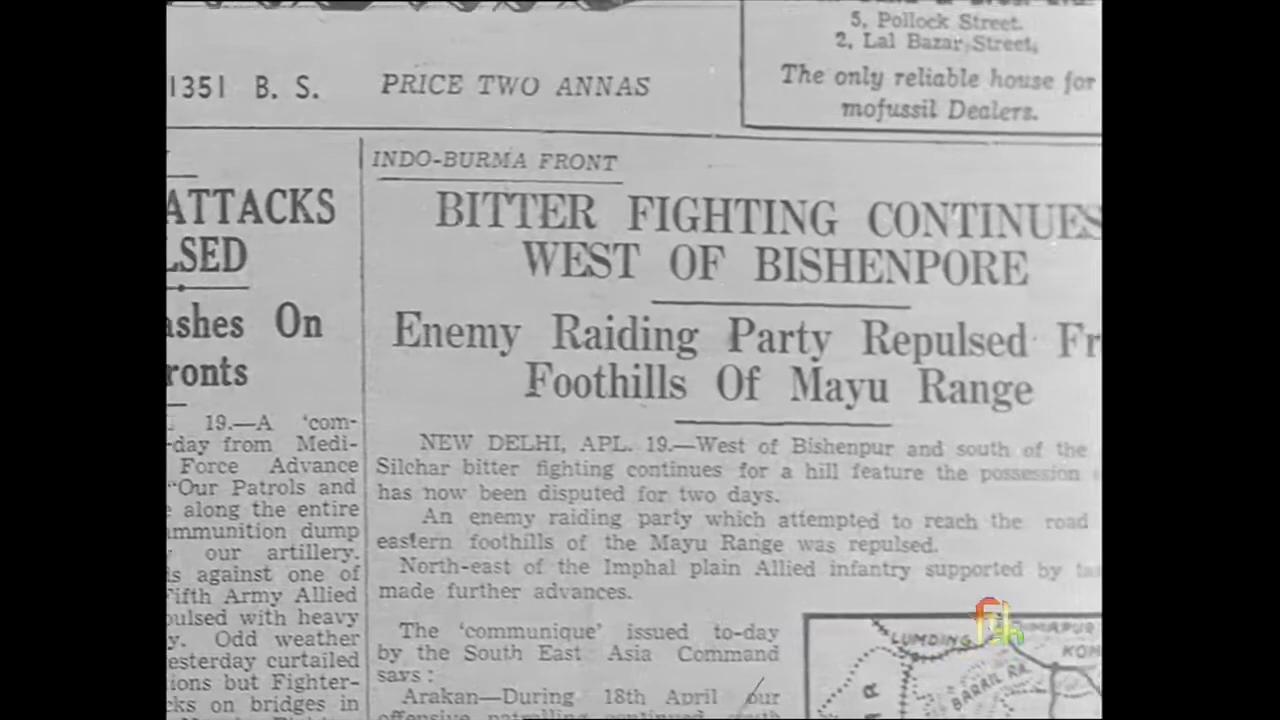 5, Pollock Street.
2, Lal Bazar Street,
The only reliable house for
mofussil Dealers.
1351 B. S.
PRICE TWO ANNAS
ATTACKS
LSED
ashes On
ronts
19.—A 'com-
-day from Medi-
Force Advance
"Our Patrols and
along the entire
mmunition dump
our artillery.
s against one of
Fifth Army Allied
pulsed with heavy
y. Odd weather
esterday curtailed
ions but Fighter-
cks on bridges in
INDO-BURMA FRONT
BITTER FIGHTING CONTINUES
WEST OF BISHENPORE
Enemy Raiding Party Repulsed Fr
Foothills Of Mayu Range
NEW DELHI, APL. 19.—West of Bishenpur and south of the
Silchar bitter fighting continues for a hill feature the possession
has now been disputed for two days.
An enemy raiding party which attempted to reach the road
eastern foothills of the Mayu Range was repulsed.
North-east of the Imphal plain Allied infantry supported by ta
made further advances.
The 'communique' issued to-day
by the South East Asia Command
says:
Arakan—During 18th April our
offensive patrolling continued
LUMDING
BARAIL RA.
KOH